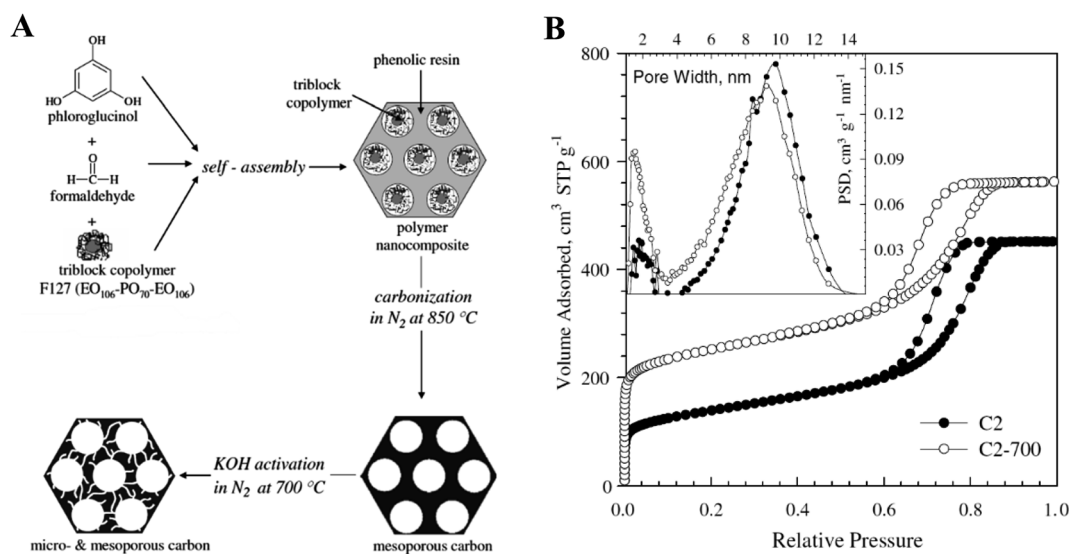 A
OH
HO
OH
phloroglucinol
+
O
H–C–H
formaldehyde
+
triblock copolymer
F127 (EO106-PO70-EO106)
self - assembly
phenolic resin
triblock
copolymer
polymer
nanocomposite
carbonization
in N2 at 850 °C
KOH activation
in N2 at 700 °C
micro- & mesoporous carbon
mesoporous carbon
B
2 4 6 8 10 12 14
Pore Width, nm
0.15
0.12
0.09
0.06
0.03
PSD, cm3 g-1 nm-1
800
600
400
200
0
Volume Adsorbed, cm3 STP g-1
C2
C2-700
0.0 0.2 0.4 0.6 0.8 1.0
Relative Pressure